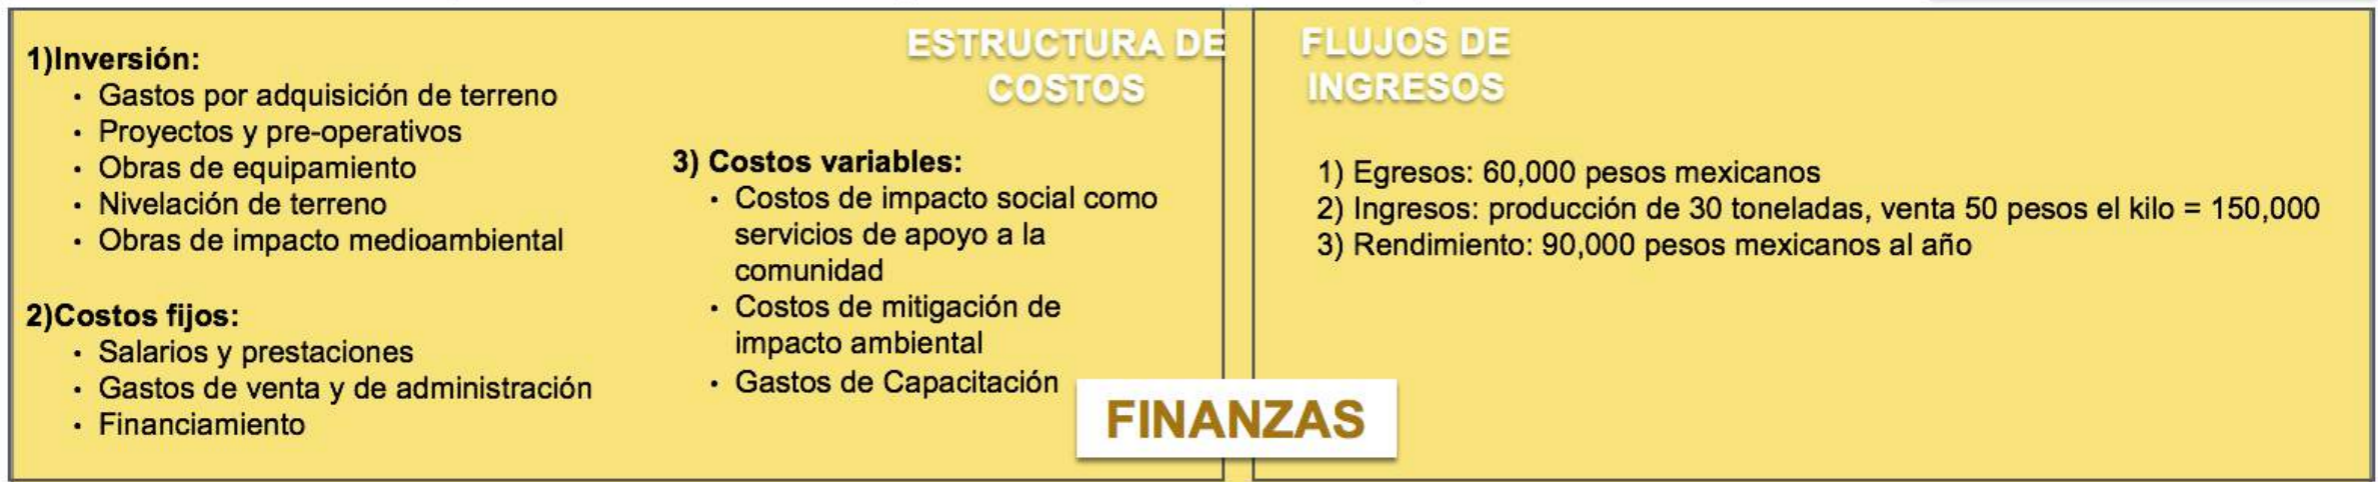 ESTRUCTURA DE
COSTOS
1)Inversión:
• Gastos por adquisición de terreno
• Proyectos y pre-operativos
• Obras de equipamiento
• Nivelación de terreno
• Obras de impacto medioambiental
2)Costos fijos:
• Salarios y prestaciones
• Gastos de venta y de administración
• Financiamiento
3) Costos variables:
• Costos de impacto social como
servicios de apoyo a la
comunidad
• Costos de mitigación de
impacto ambiental
• Gastos de Capacitación
FLUJOS DE
INGRESOS
1) Egresos: 60,000 pesos mexicanos
2) Ingresos: producción de 30 toneladas, venta 50 pesos el kilo = 150,000
3) Rendimiento: 90,000 pesos mexicanos al año
FINANZAS